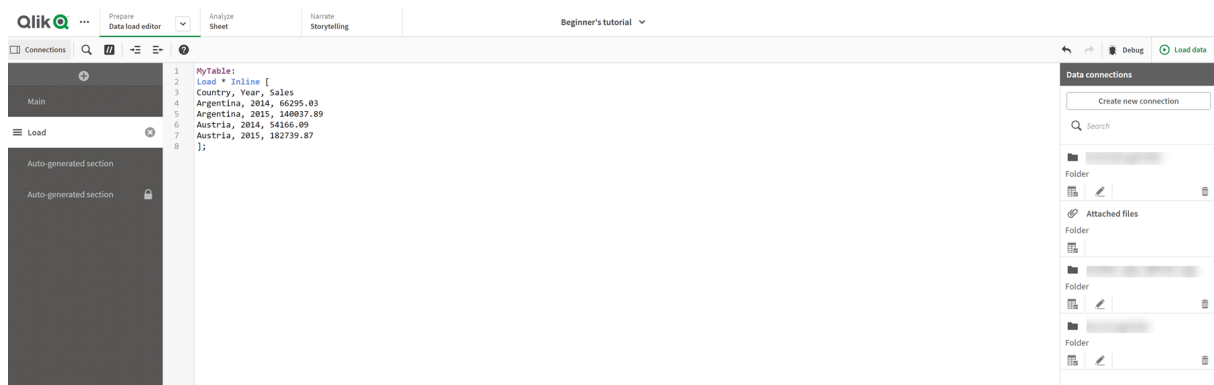 Qlik
Prepare
Data load editor
Analyze
Sheet
Narrate
Storytelling
Beginner's tutorial
Connections
Debug
Load data
Main
Load
Auto-generated section
Auto-generated section
1 MyTable:
2 Load * Inline [
3 Country, Year, Sales
4 Argentina, 2014, 66295.03
5 Argentina, 2015, 140037.89
6 Austria, 2014, 54166.09
7 Austria, 2015, 182739.87
8 ];
Data connections
Create new connection
Search
Folder
Attached files
Folder
Folder
Folder